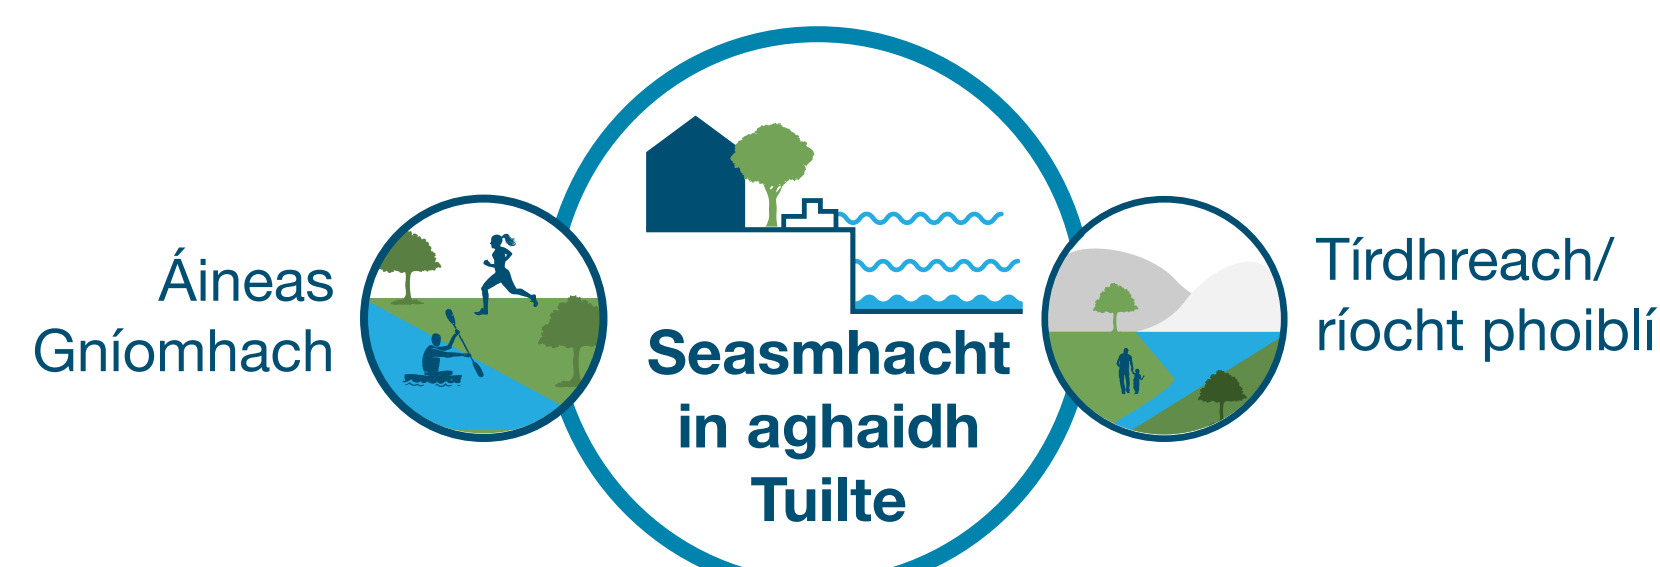 Áineas
Gníomhach
Seasmhacht
in aghaidh
Tuilte
Tírdhreach/
ríocht phoiblí